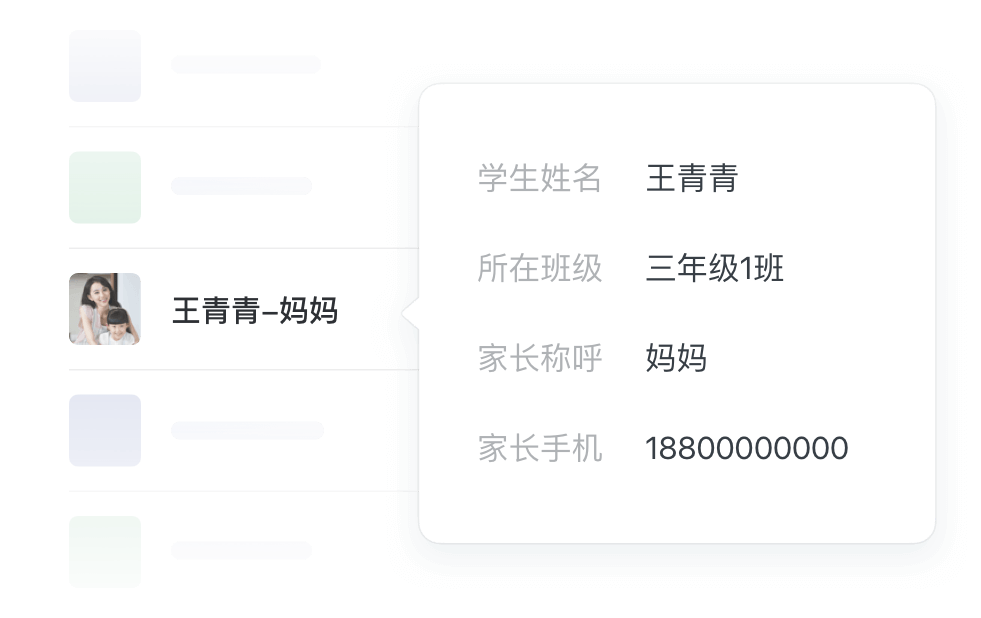 王青青–妈妈
学生姓名 王青青
所在班级 三年级1班
家长称呼 妈妈
家长手机 18800000000